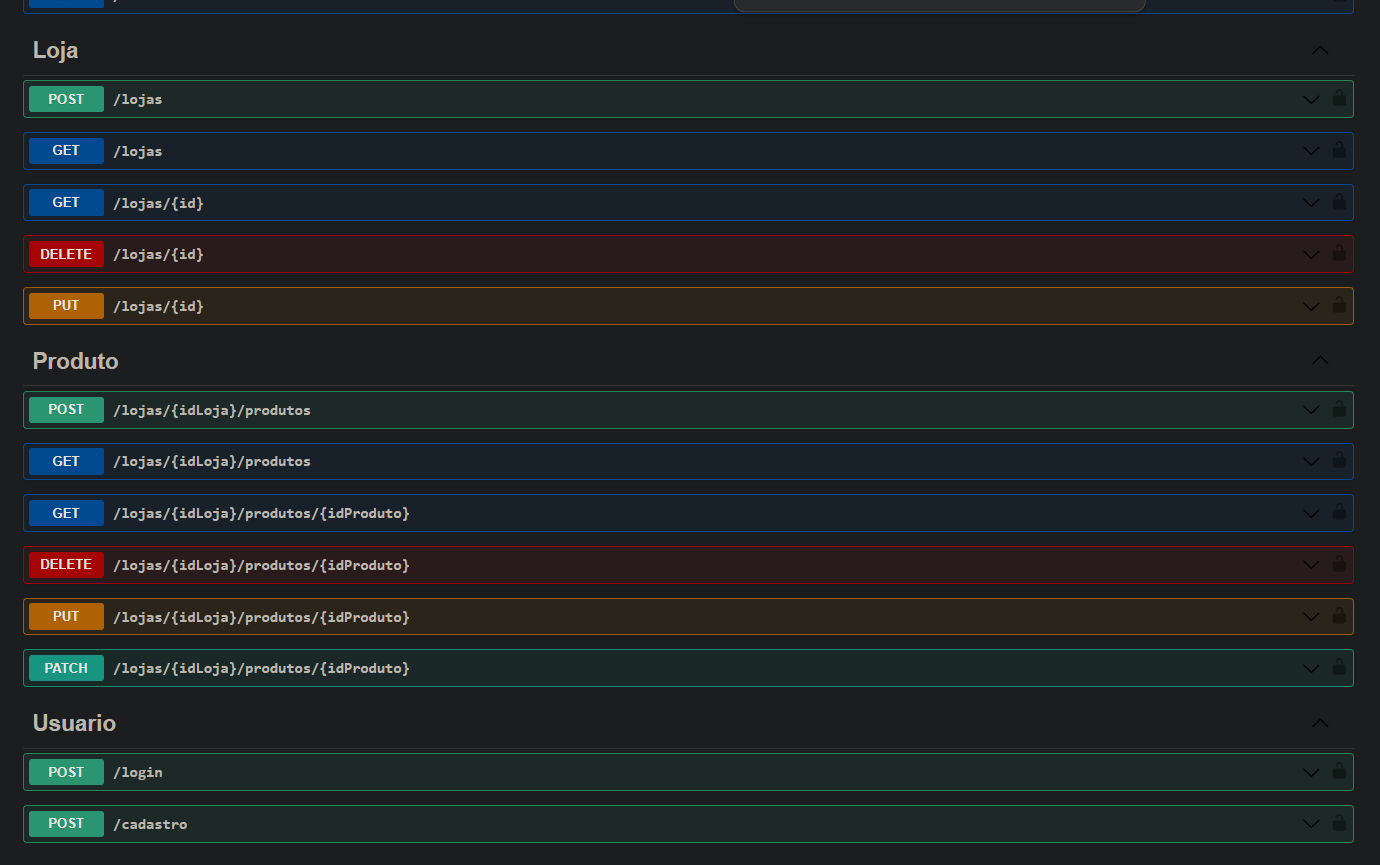 Loja
POST /lojas
GET /lojas
GET /lojas/{id}
DELETE /lojas/{id}
PUT /lojas/{id}
Produto
POST /lojas/{idLoja}/produtos
GET /lojas/{idLoja}/produtos
GET /lojas/{idLoja}/produtos/{idProduto}
DELETE /lojas/{idLoja}/produtos/{idProduto}
PUT /lojas/{idLoja}/produtos/{idProduto}
PATCH /lojas/{idLoja}/produtos/{idProduto}
Usuario
POST /login
POST /cadastro